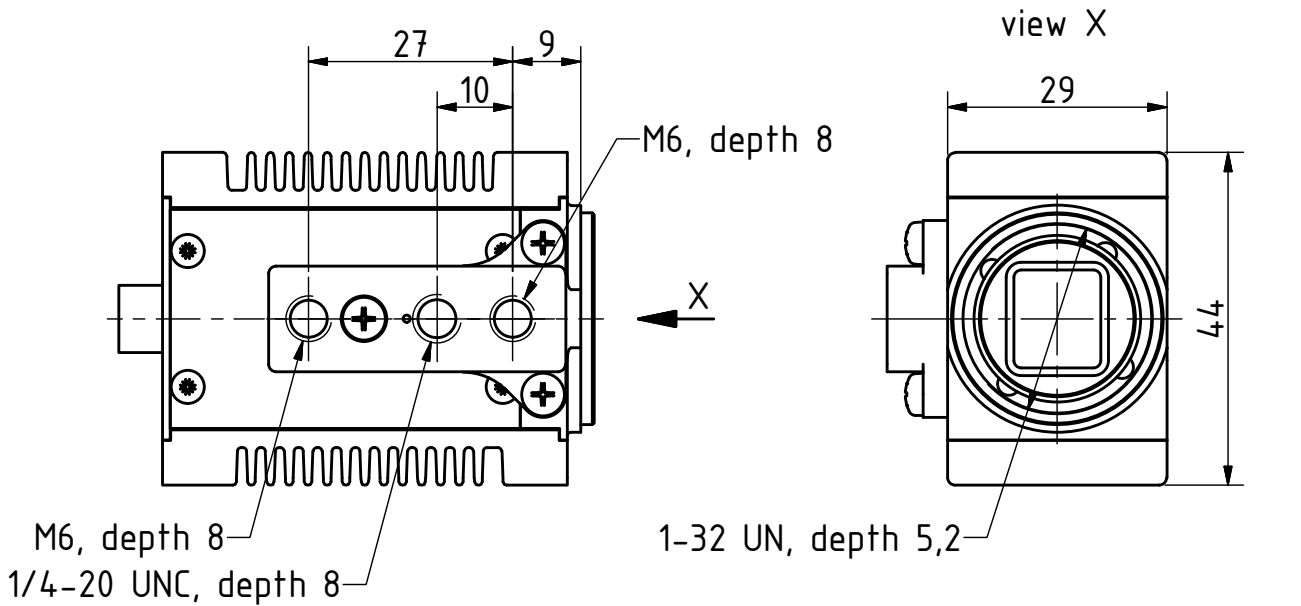 view X
27
9
10
29
M6, depth 8
X
44
M6, depth 8
1/4-20 UNC, depth 8
1-32 UN, depth 5,2